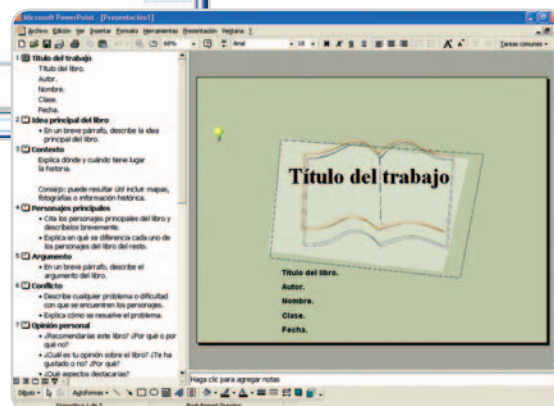 Microsoft PowerPoint - [Presentación1]
Archivo Edición Ver Insertar Formato Herramientas Presentación Ventana ?
68% Arial 18 N K S S Tareas comunes
1 Título del trabajo
Título del libro.
Autor.
Nombre.
Clase.
Fecha.
2 Idea principal del libro
• En un breve párrafo, describe la idea
principal del libro.
3 Contexto
Explica dónde y cuándo tiene lugar
la historia.
Consejo: puede resultar útil incluir mapas,
fotografías o información histórica.
4 Personajes principales
• Cita los personajes principales del libro y
descríbelos brevemente.
• Explica en qué se diferencia cada uno de
los personajes del libro del resto.
5 Argumento
• En un breve párrafo, describe el
argumento del libro.
6 Conflicto
• Describe cualquier problema o dificultad
con que se encuentren los personajes.
• Explica cómo se resuelve el problema.
7 Opinión personal
• ¿Recomendarías este libro? ¿Por qué o por
qué no?
• ¿Cuál es tu opinión sobre el libro? ¿Te ha
gustado o no? ¿Por qué?
• ¿Qué aspectos destacarías?
Título del trabajo
Título del libro.
Autor.
Nombre.
Clase.
Fecha.
Haga clic para agregar notas
Dibujo Autoformas